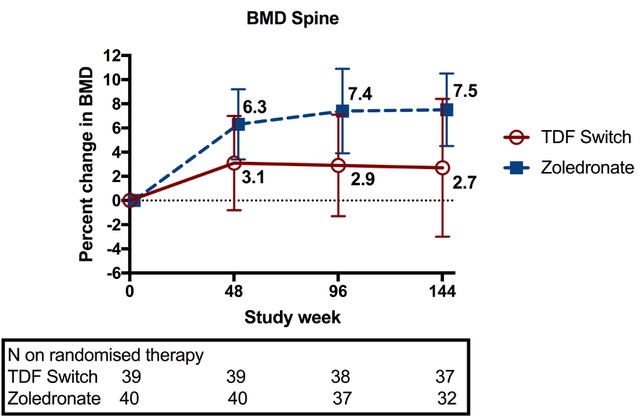 BMD Spine
Percent change in BMD
12
10
8
6
4
2
0
-2
-4
-6
6.3
7.4
7.5
3.1
2.9
2.7
TDF Switch
Zoledronate
0 48 96 144
Study week
N on randomised therapy
TDF Switch 39 39 38 37
Zoledronate 40 40 37 32